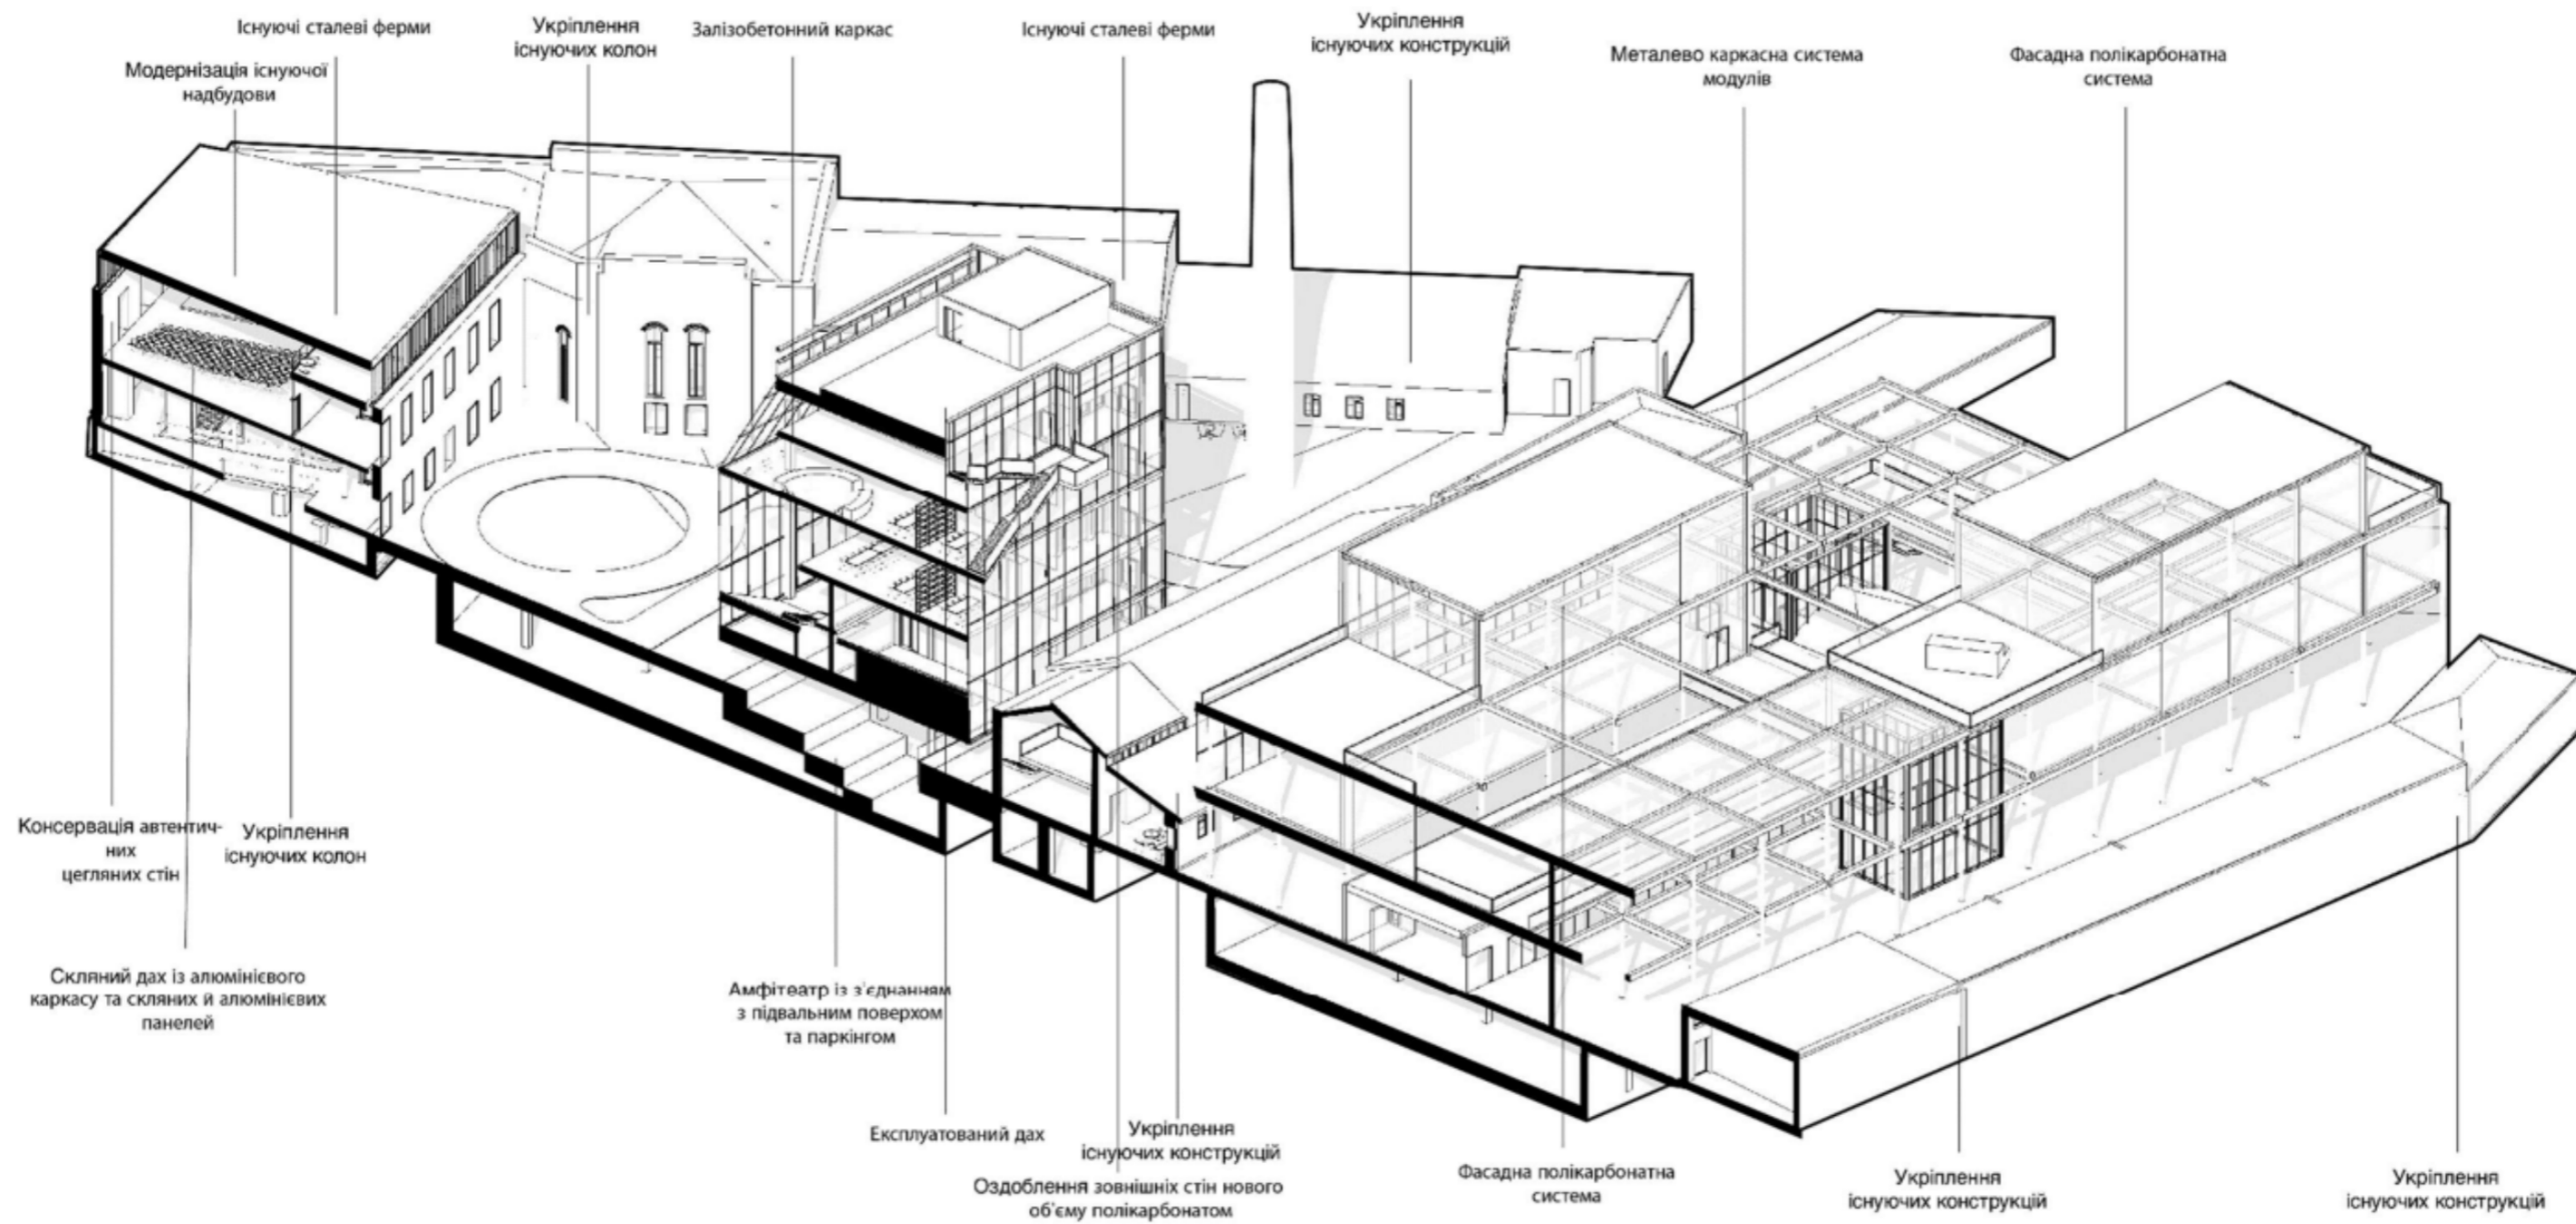 Існуючі сталеві ферми
Модернізація існуючої
надбудови
Укріплення
існуючих колон
Залізобетонний каркас
Існуючі сталеві ферми
Укріплення
існуючих конструкцій
Металево каркасна система
модулів
Фасадна полікарбонатна
система
Консервація автентич-
них
цегляних стін
Укріплення
існуючих колон
Скляний дах із алюмінієвого
каркасу та скляних й алюмінієвих
панелей
Амфітеатр із з'єднанням
з підвальним поверхом
та паркінгом
Експлуатований дах
Укріплення
існуючих конструкцій
Оздоблення зовнішніх стін нового
об'єму полікарбонатом
Фасадна полікарбонатна
система
Укріплення
існуючих конструкцій
Укріплення
існуючих конструкцій